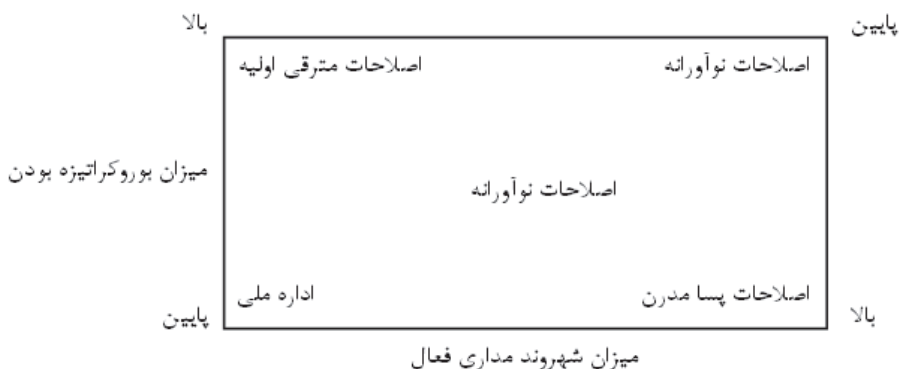 پایین
بالا
اصلاحات نوآورانه
اصلاحات مترقی اولیه
میزان بوروکراتیزه بودن
اصلاحات نوآورانه
اصلاحات پسا مدرن
اداره ملی
بالا
پایین
میزان شهروند مداری فعال